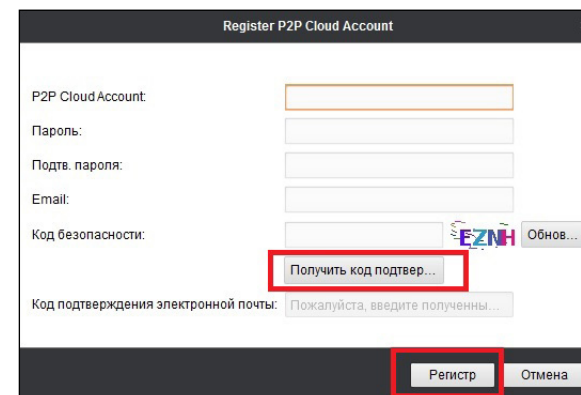 Register P2P Cloud Account
P2P Cloud Account:
Пароль:
Подтв. пароля:
Email:
Код безопасности: EZNH Обнов...
Получить код подтвер...
Код подтверждения электронной почты: Пожалуйста, введите полученны...
Регистр Отмена